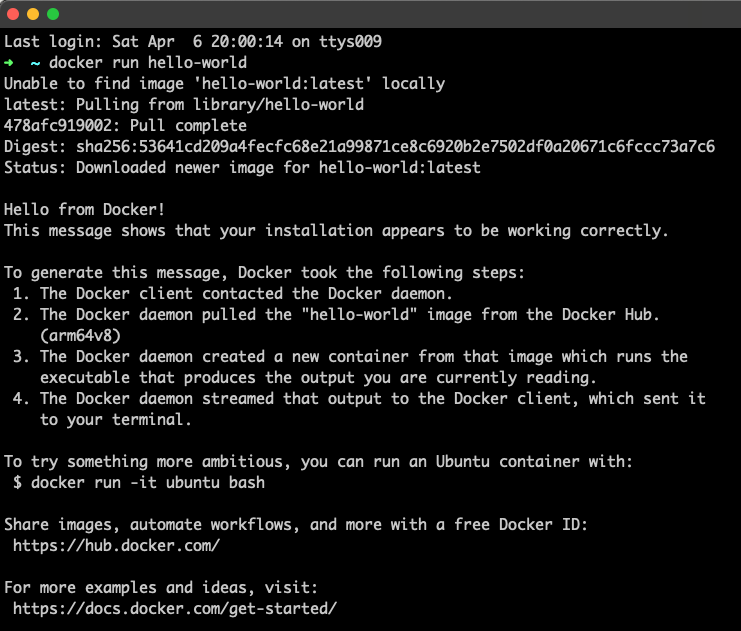 Last login: Sat Apr  6 20:00:14 on ttys009
➜  ~ docker run hello-world
Unable to find image 'hello-world:latest' locally
latest: Pulling from library/hello-world
478afc919002: Pull complete
Digest: sha256:53641cd209a4fecfc68e21a99871ce8c6920b2e7502df0a20671c6fccc73a7c6
Status: Downloaded newer image for hello-world:latest

Hello from Docker!
This message shows that your installation appears to be working correctly.

To generate this message, Docker took the following steps:
 1. The Docker client contacted the Docker daemon.
 2. The Docker daemon pulled the "hello-world" image from the Docker Hub.
    (arm64v8)
 3. The Docker daemon created a new container from that image which runs the
    executable that produces the output you are currently reading.
 4. The Docker daemon streamed that output to the Docker client, which sent it
    to your terminal.

To try something more ambitious, you can run an Ubuntu container with:
 $ docker run -it ubuntu bash

Share images, automate workflows, and more with a free Docker ID:
 https://hub.docker.com/

For more examples and ideas, visit:
 https://docs.docker.com/get-started/